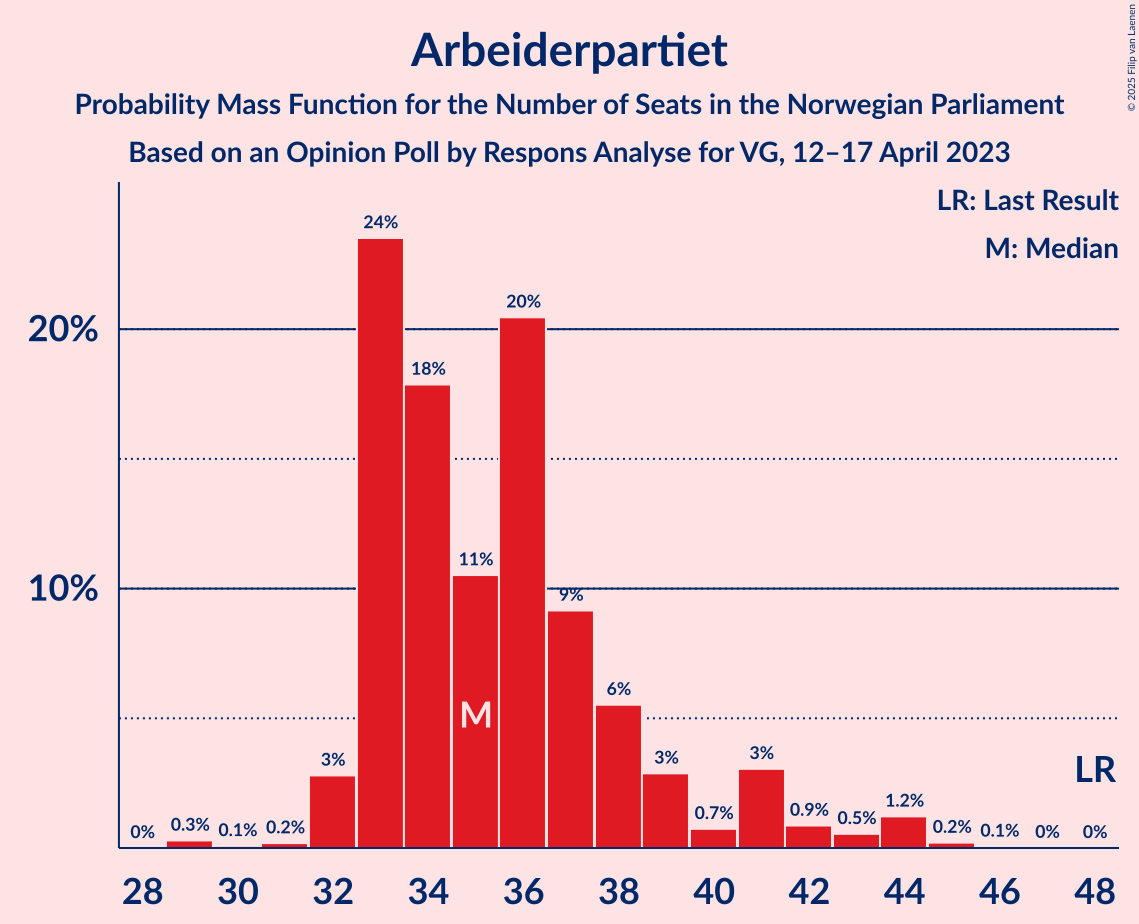 Arbeiderpartiet
Probability Mass Function for the Number of Seats in the Norwegian Parliament
Based on an Opinion Poll by Respons Analyse for VG, 12–17 April 2023
© 2025 Filip van Laenen
LR: Last Result
M: Median
20%
10%
0%
0.3%
0.1%
0.2%
3%
24%
18%
11%
20%
9%
6%
3%
0.7%
3%
0.9%
0.5%
1.2%
0.2%
0.1%
0%
0%
M
LR
28 30 32 34 36 38 40 42 44 46 48